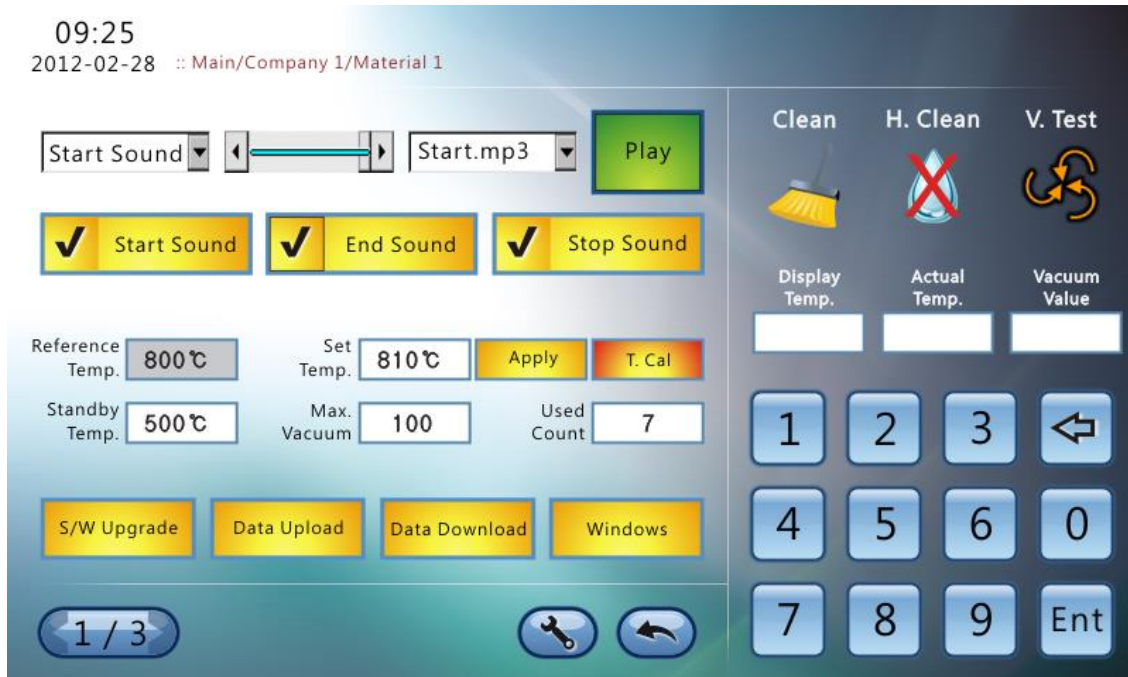 09:25
2012-02-28 :: Main/Company 1/Material 1
Start Sound
Start.mp3
Play
Start Sound
End Sound
Stop Sound
Reference
Temp.
800℃
Set
Temp.
810℃
Apply
T. Cal
Standby
Temp.
500℃
Max.
Vacuum
100
Used
Count
7
S/W Upgrade
Data Upload
Data Download
Windows
1 / 3
Clean
H. Clean
V. Test
Display
Temp.
Actual
Temp.
Vacuum
Value
1 2 3
4 5 6 0
7 8 9 Ent